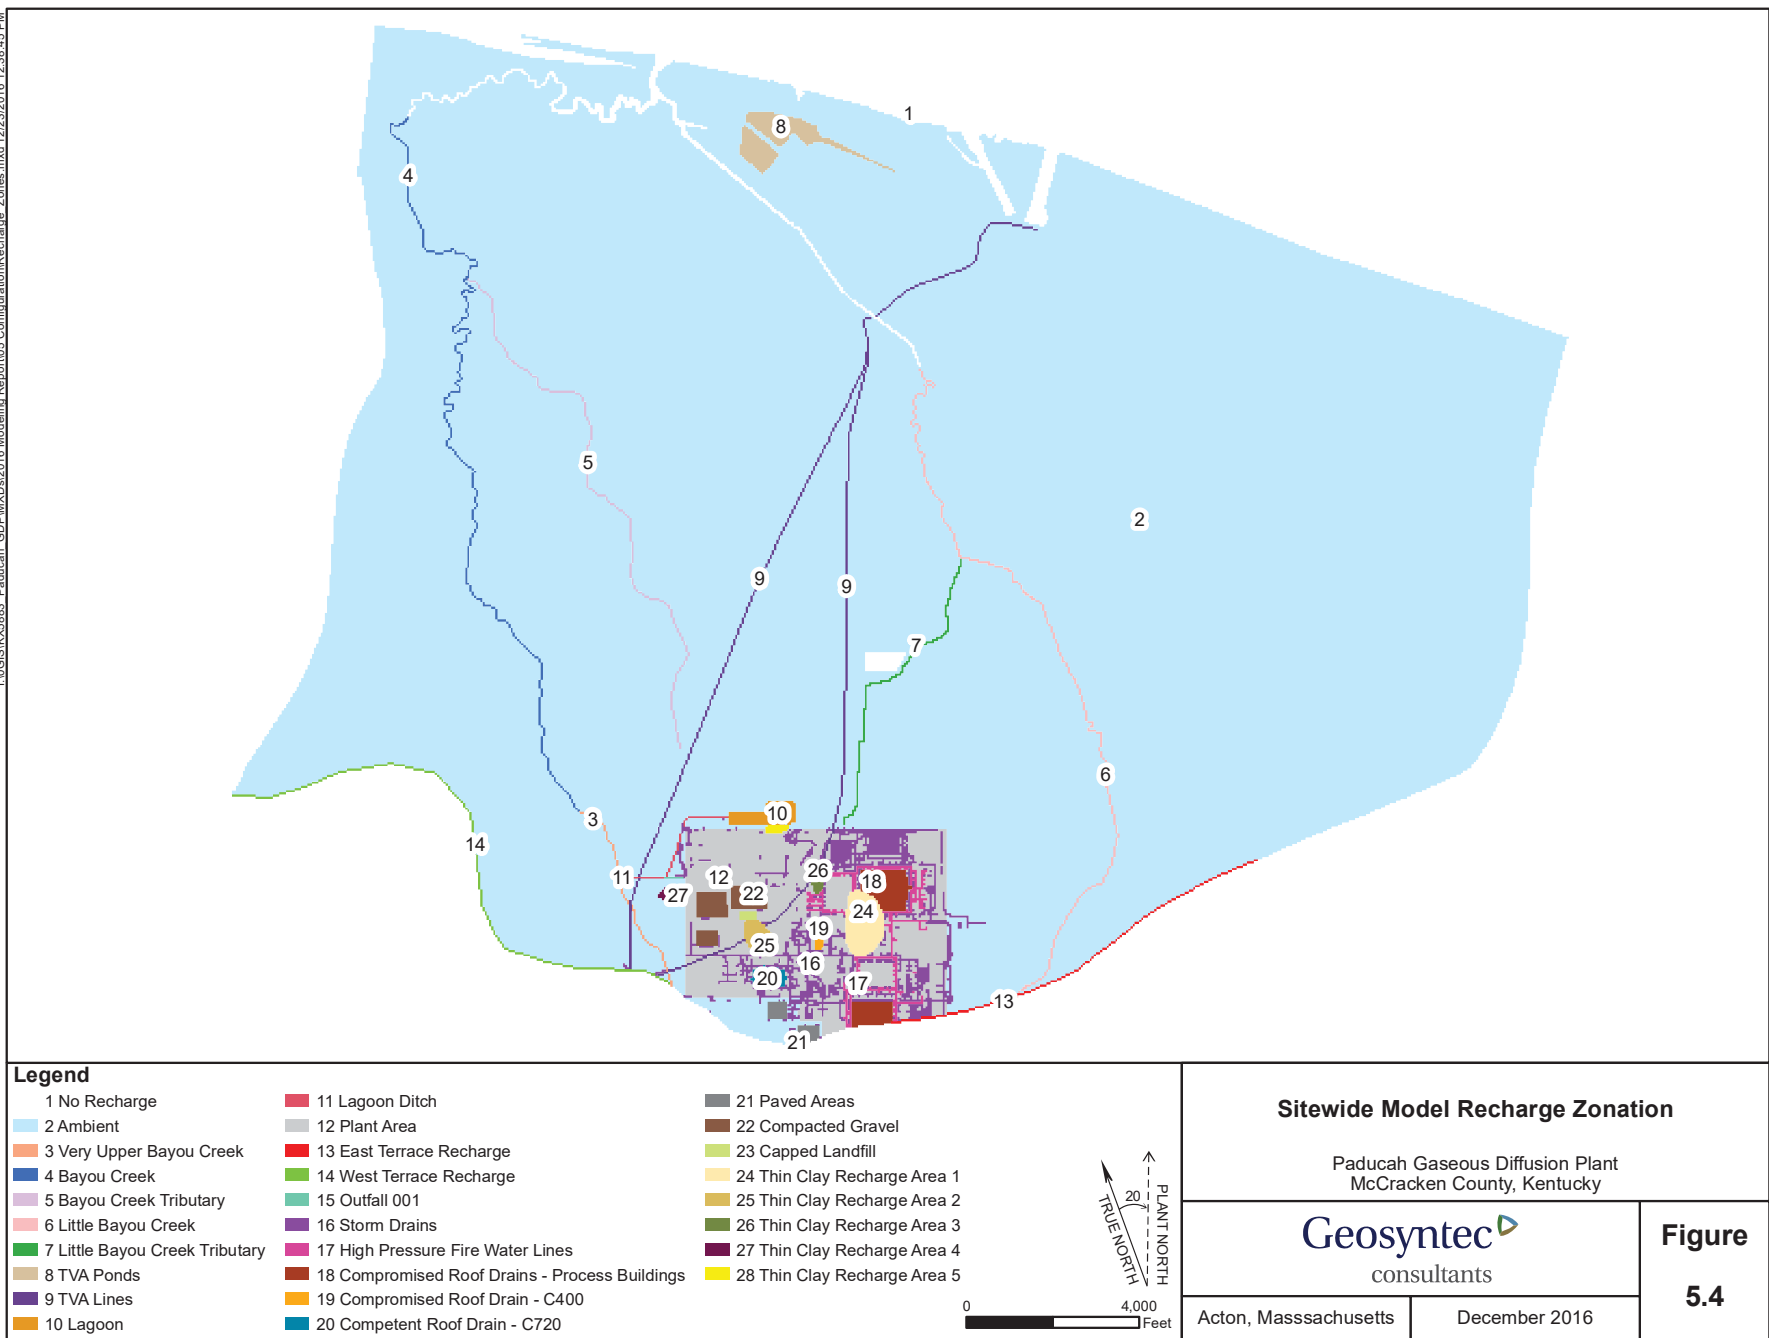 1
8
4
5
2
9
9
7
6
3
14
10
11
12
22
27
26
18
24
19
25
16
20
17
13
21
Legend
1 No Recharge
2 Ambient
3 Very Upper Bayou Creek
4 Bayou Creek
5 Bayou Creek Tributary
6 Little Bayou Creek
7 Little Bayou Creek Tributary
8 TVA Ponds
9 TVA Lines
10 Lagoon
11 Lagoon Ditch
12 Plant Area
13 East Terrace Recharge
14 West Terrace Recharge
15 Outfall 001
16 Storm Drains
17 High Pressure Fire Water Lines
18 Compromised Roof Drains - Process Buildings
19 Compromised Roof Drain - C400
20 Competent Roof Drain - C720
21 Paved Areas
22 Compacted Gravel
23 Capped Landfill
24 Thin Clay Recharge Area 1
25 Thin Clay Recharge Area 2
26 Thin Clay Recharge Area 3
27 Thin Clay Recharge Area 4
28 Thin Clay Recharge Area 5
20
TRUE NORTH
PLANT NORTH
0 4,000
Feet
Sitewide Model Recharge Zonation
Paducah Gaseous Diffusion Plant
McCracken County, Kentucky
Geosyntec
consultants
Figure
5.4
Acton, Masssachusetts
December 2016